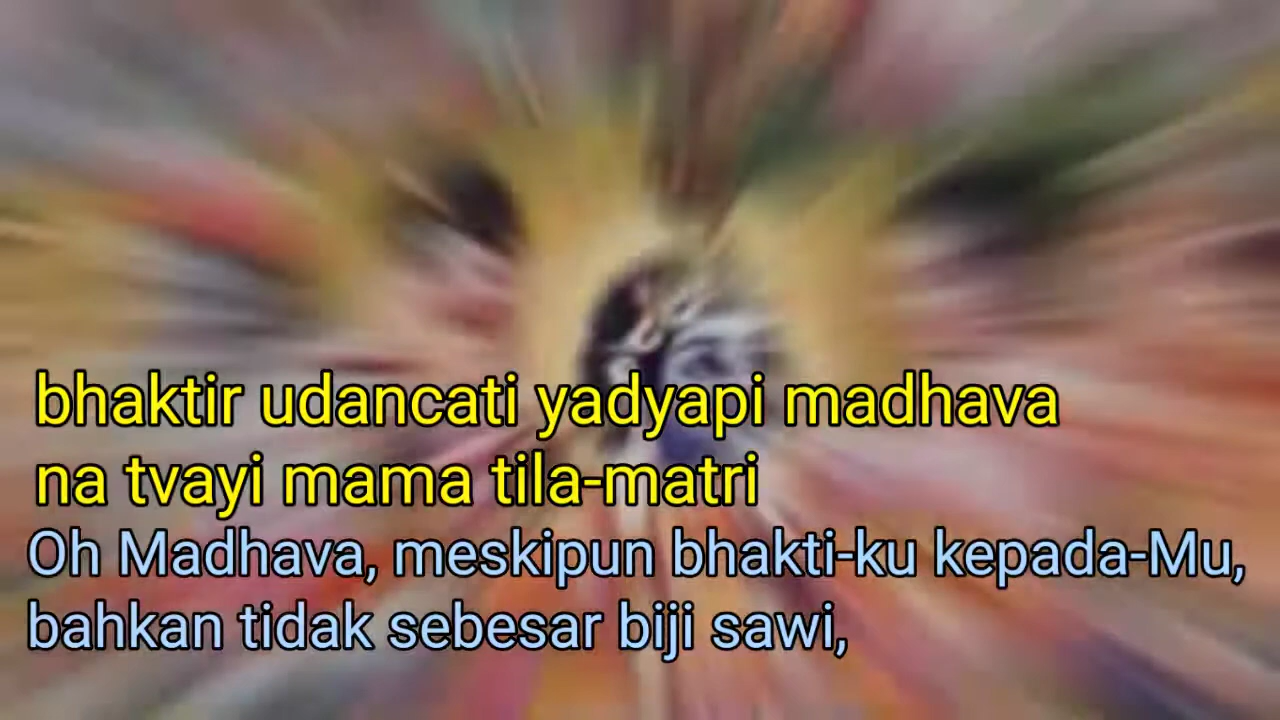 bhaktir udancati yadyapi madhava
na tvayi mama tila-matri
Oh Madhava, meskipun bhakti-ku kepada-Mu,
bahkan tidak sebesar biji sawi,